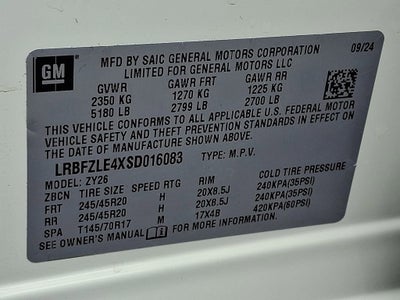 GM
MFD BY SAIC GENERAL MOTORS CORPORATION 09/24
LIMITED FOR GENERAL MOTORS LLC
GVWR GAWR FRT GAWR RR
2350 KG 1270 KG 1225 KG
5180 LB 2799 LB 2700 LB
THIS VEHICLE CONFORMS TO ALL APPLICABLE U.S. FEDERAL MOTOR
VEHICLE SAFETY BUMPER, AND THEFT PREVENTION STANDARDS IN EFFECT
ON THE DATE OF MANUFACTURE SHOWN ABOVE.
LRBFZLE4XSD016083 TYPE: M.P.V.
MODEL: ZY26
ZBCN TIRE SIZE SPEED RTG RIM COLD TIRE PRESSURE
FRT 245/45R20 H 20X8.5J 240KPA(35PSI)
RR 245/45R20 H 20X8.5J 240KPA(35PSI)
SPA T145/70R17 M 17X4B 420KPA(60PSI)
SEE OWNER'S MANUAL FOR MORE INFORMATION